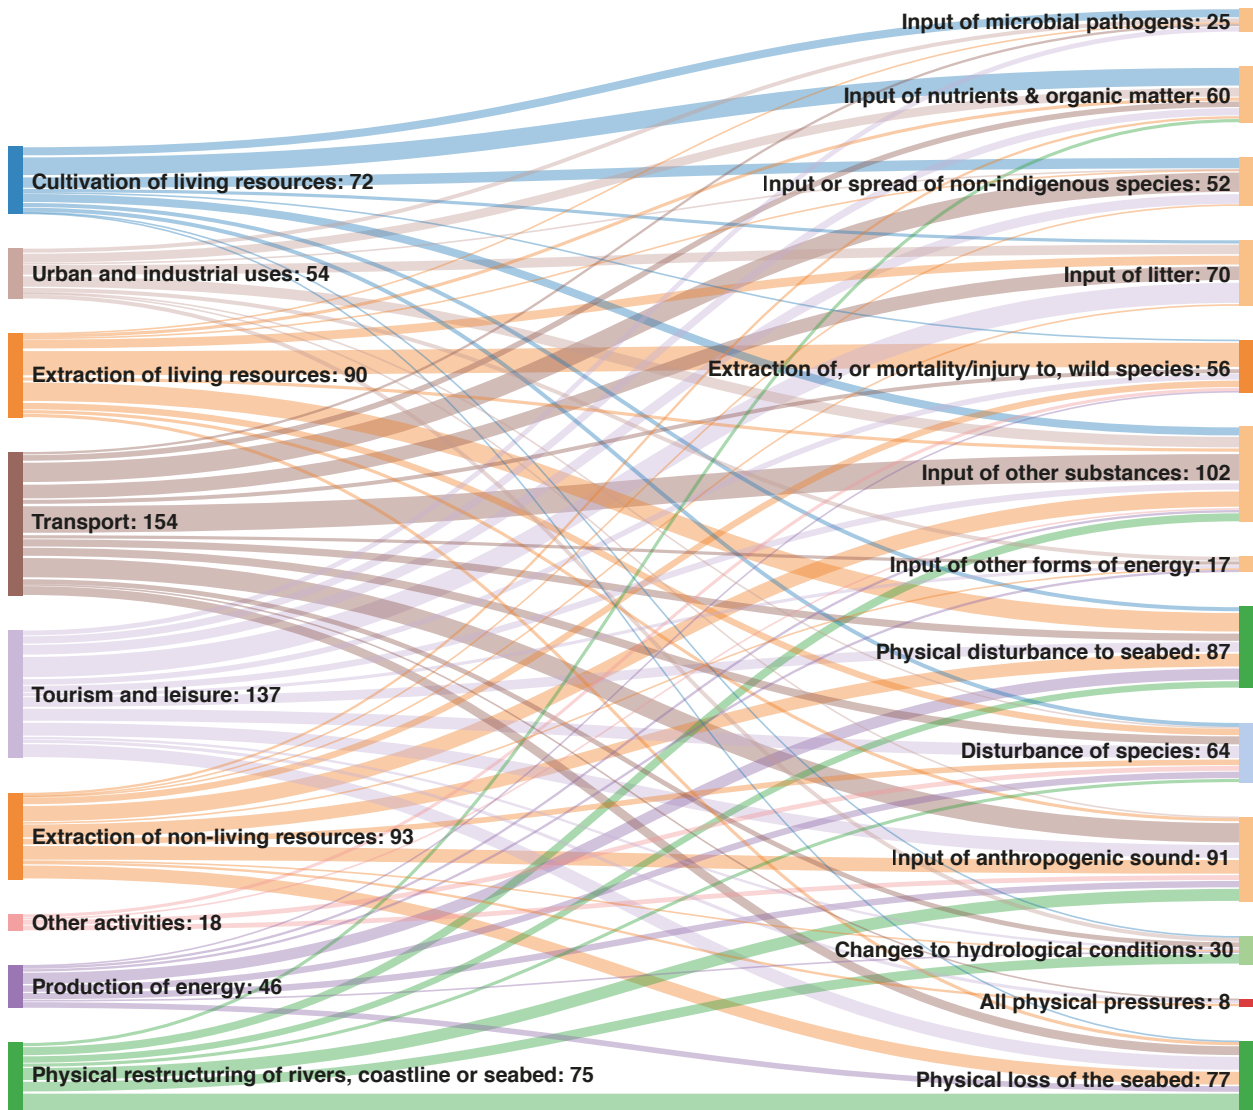 Cultivation of living resources: 72
Urban and industrial uses: 54
Extraction of living resources: 90
Transport: 154
Tourism and leisure: 137
Extraction of non-living resources: 93
Other activities: 18
Production of energy: 46
Physical restructuring of rivers, coastline or seabed: 75
Input of microbial pathogens: 25
Input of nutrients & organic matter: 60
Input or spread of non-indigenous species: 52
Input of litter: 70
Extraction of, or mortality/injury to, wild species: 56
Input of other substances: 102
Input of other forms of energy: 17
Physical disturbance to seabed: 87
Disturbance of species: 64
Input of anthropogenic sound: 91
Changes to hydrological conditions: 30
All physical pressures: 8
Physical loss of the seabed: 77